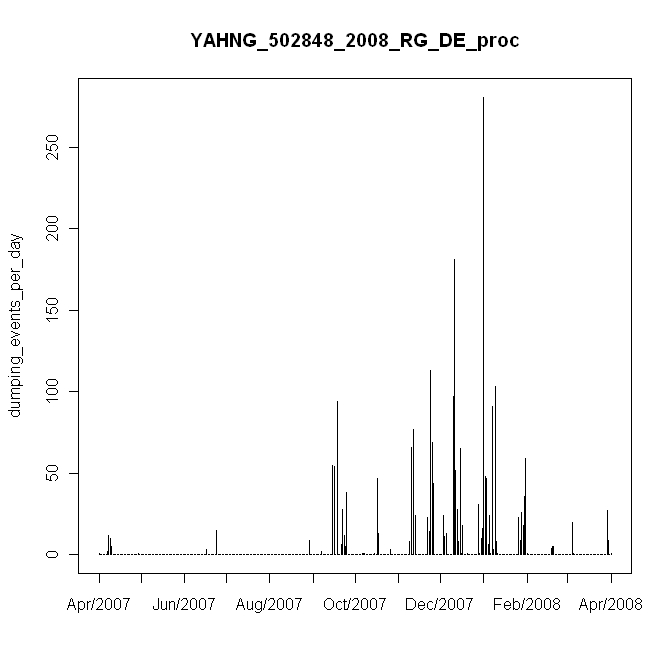 YAHNG_502848_2008_RG_DE_proc
dumping_events_per_day
250
200
150
100
50
0
Apr/2007 Jun/2007 Aug/2007 Oct/2007 Dec/2007 Feb/2008 Apr/2008